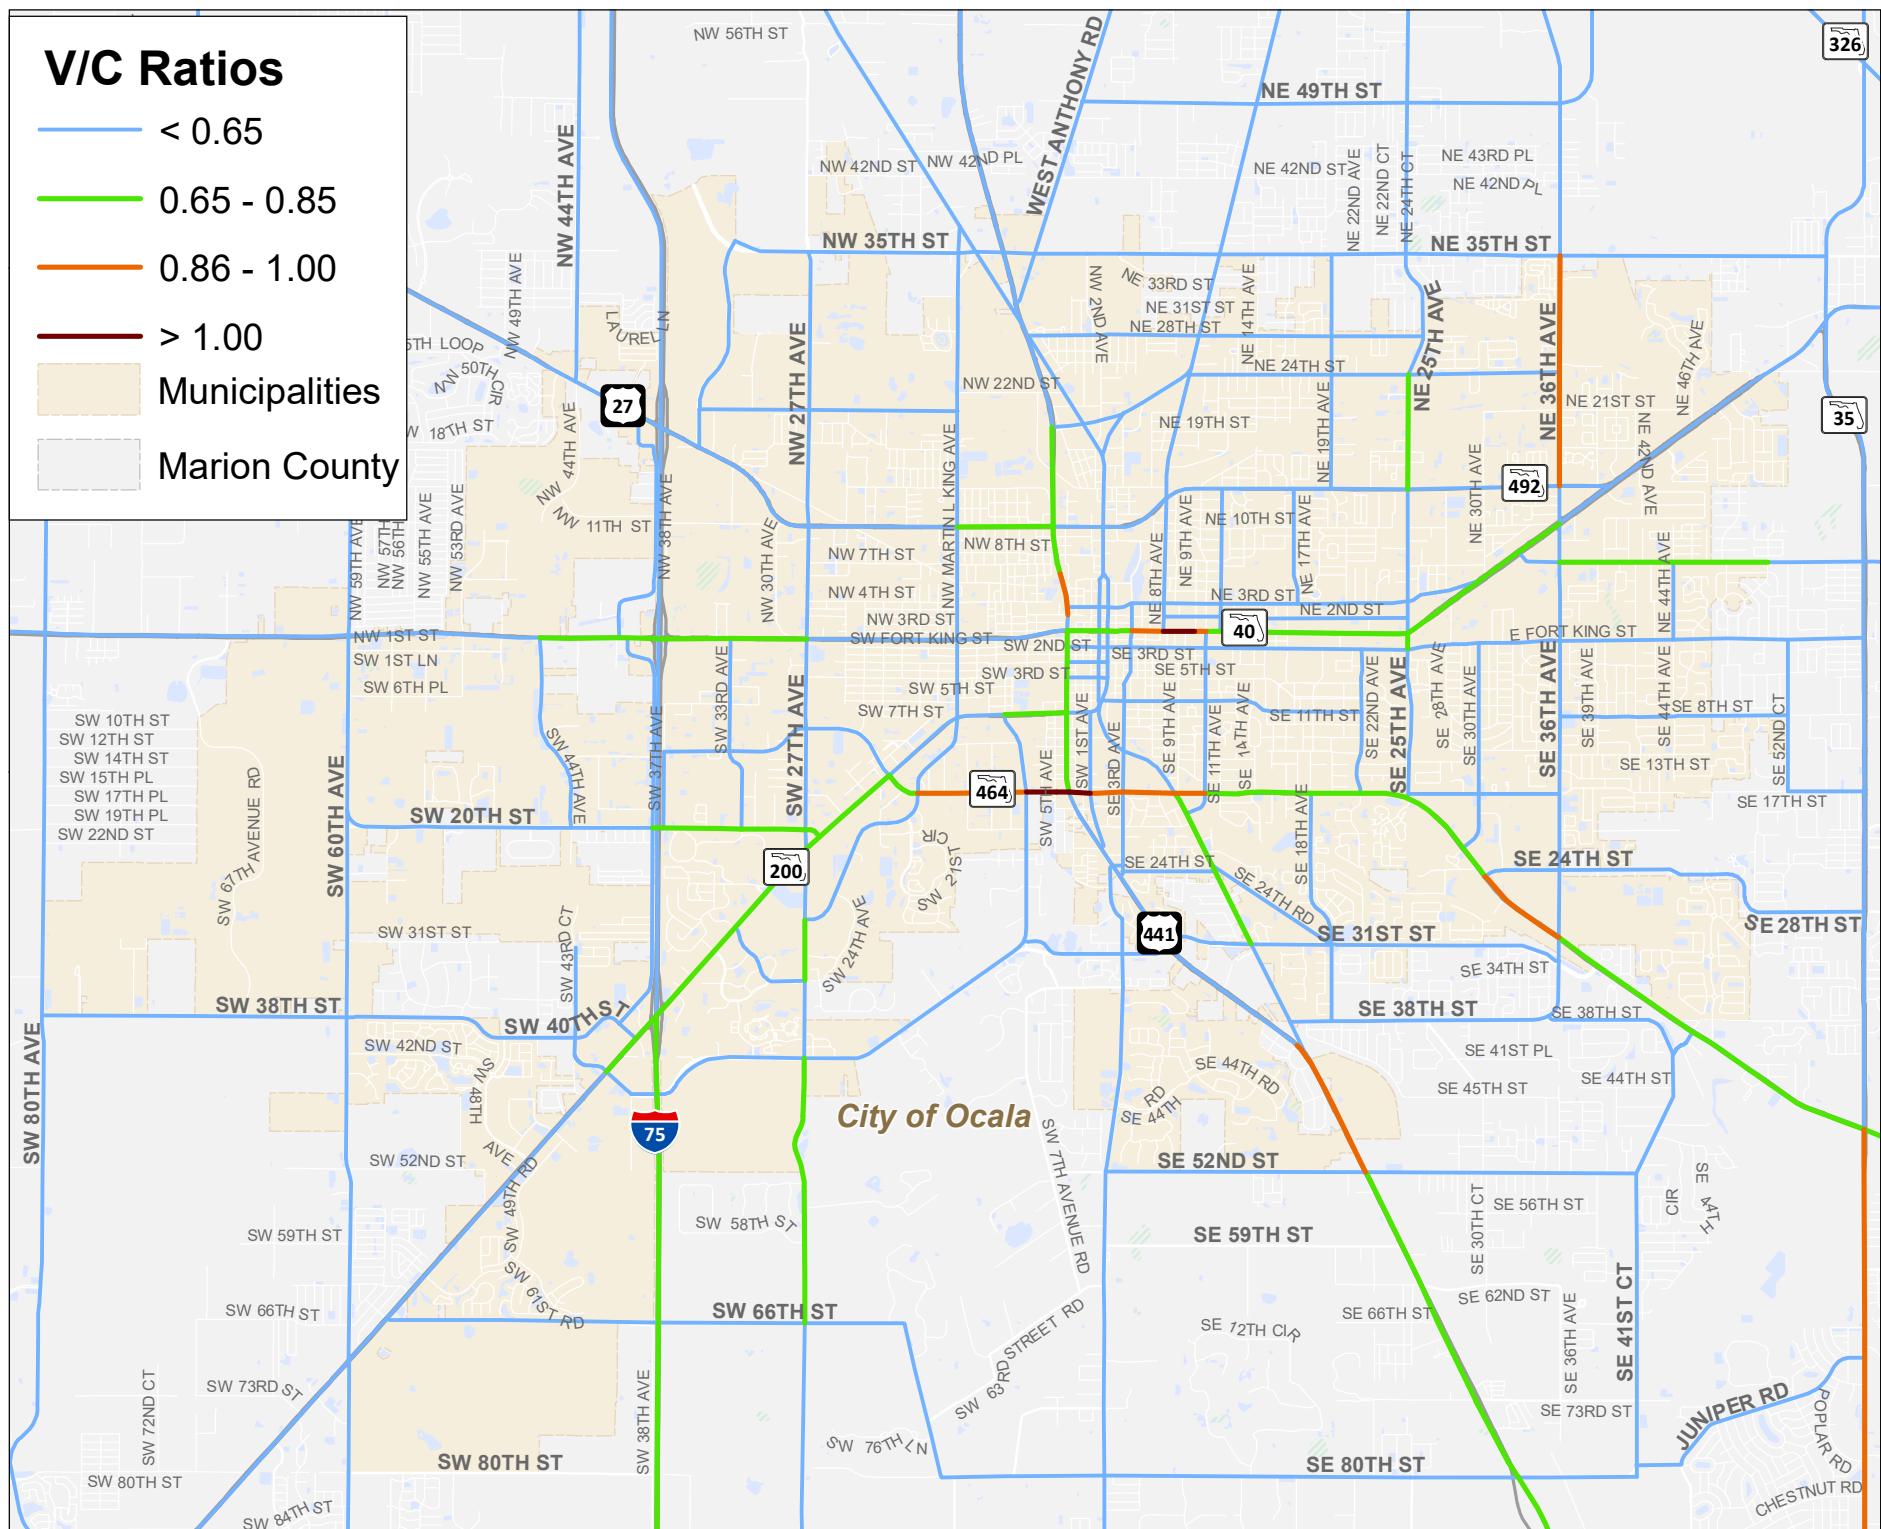 V/C Ratios
< 0.65
0.65 - 0.85
0.86 - 1.00
> 1.00
Municipalities
Marion County
NW 56TH ST
WEST ANTHONY RD
326
NE 49TH ST
NW 44TH AVE
NW 42ND ST
NW 42ND PL
NE 42ND ST
NE 22ND AVE
NE 22ND CT
NE 24TH CT
NE 43RD PL
NE 42ND PL
NW 35TH ST
NE 35TH ST
NW 49TH AVE
LAUREL LN
NW 2ND AVE
NE 33RD ST
NE 31ST ST
NE 28TH ST
NE 14TH AVE
NE 25TH AVE
NE 36TH AVE
NE 46TH AVE
5TH LOOP
NW 50TH CIR
NW 27TH AVE
NW 22ND ST
NE 24TH ST
NE 21ST ST
27
35
W 18TH ST
NW 44TH AVE
NE 19TH ST
NE 19TH AVE
NE 42ND AVE
NW MARTIN L KING AVE
NE 30TH AVE
492
NW 59TH AVE
NW 57TH
NW 56TH
NW 55TH AVE
NW 53RD AVE
NW 11TH ST
NW
NW 38TH AVE
NW 30TH AVE
NW 7TH ST
NW 8TH ST
NE 10TH ST
NE 8TH AVE
NE 9TH AVE
NE 17TH AVE
NE 44TH AVE
NW 4TH ST
NW 3RD ST
NE 3RD ST
NE 2ND ST
NW 1ST ST
SW FORT KING ST
SW 2ND ST
40
E FORT KING ST
SW 1ST LN
SW 6TH PL
SW 33RD AVE
SW 27TH AVE
SW 3RD ST
SE 3RD ST
SE 5TH ST
SW 5TH ST
SW 7TH ST
SE 22ND AVE
SE 25TH AVE
SE 28TH AVE
SE 30TH AVE
SE 36TH AVE
SE 39TH AVE
SE 44TH AVE
SE 8TH ST
SE 52ND CT
SW 10TH ST
SW 12TH ST
SW 14TH ST
SW 15TH PL
SW 17TH PL
SW 19TH PL
SW 22ND ST
SW 67TH AVENUE RD
SW 60TH AVE
SW 44TH AVE
SW 37TH AVE
SW 5TH AVE
SW 1ST AVE
SE 3RD AVE
SE 9TH AVE
SE 11TH AVE
SE 14TH AVE
SE 11TH ST
SE 13TH ST
SE 17TH ST
464
SW 20TH ST
SE 18TH AVE
200
SW 21ST CIR
SE 24TH ST
SE 24TH RD
SE 24TH ST
SE 28TH ST
SW 31ST ST
SW 43RD CT
SW 24TH AVE
441
SE 31ST ST
SE 34TH ST
SW 38TH ST
SW 40TH ST
SE 38TH ST
SE 38TH ST
SW 80TH AVE
SW 42ND ST
SW 48TH AVE RD
SE 44TH RD
SE 44TH RD
SE 41ST PL
SE 45TH ST
SE 44TH ST
75
City of Ocala
SW 7TH AVENUE RD
SW 52ND ST
SW 49TH RD
SE 52ND ST
SE 30TH CT
SE 56TH ST
SE 44TH CIR
SW 58TH ST
SW 59TH ST
SE 59TH ST
SW 61ST RD
SW 66TH ST
SW 66TH ST
SW 63RD STREET RD
SE 12TH CIR
SE 66TH ST
SE 62ND ST
SE 36TH AVE
SE 41ST CT
SW 72ND CT
SW 73RD ST
SW 38TH AVE
SE 73RD ST
JUNIPER RD
POPLAR RD
SW 76TH LN
SW 80TH ST
SW 80TH ST
SE 80TH ST
SW 84TH ST
CHESTNUT RD